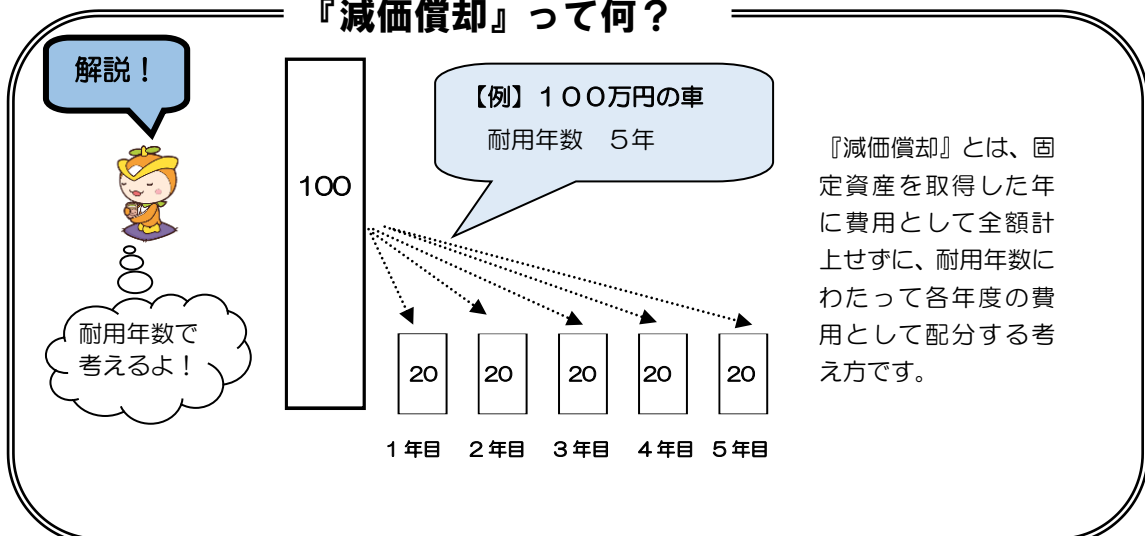 『減価償却』って何？
解説！
【例】１００万円の車
耐用年数　５年
100
『減価償却』とは、固
定資産を取得した年
に費用として全額計
上せずに、耐用年数に
わたって各年度の費
用として配分する考
え方です。
耐用年数で
考えるよ！
20 20 20 20 20
１年目 ２年目 ３年目 ４年目 ５年目